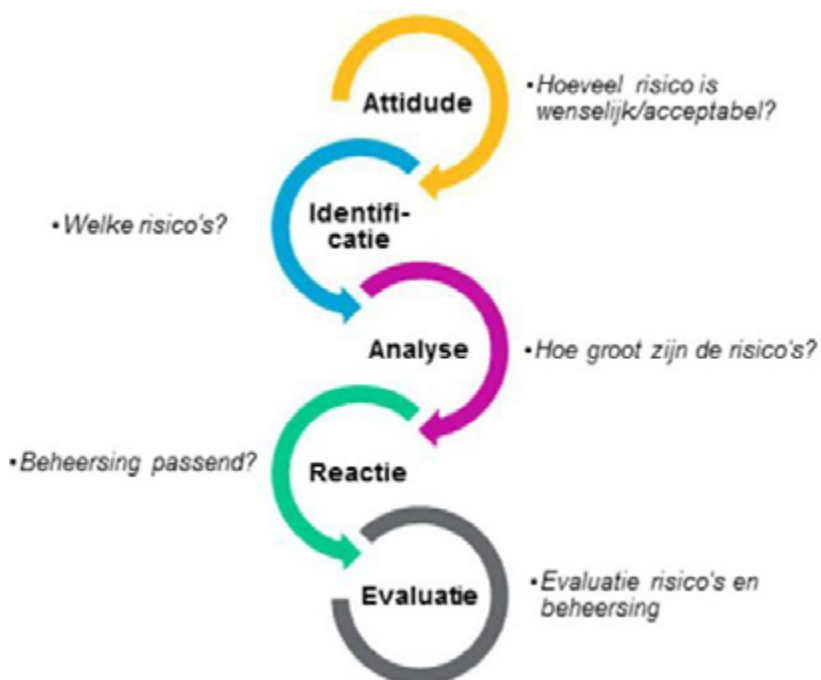 Attidude
•Hoeveel risico is
wenselijk/acceptabel?
Identifi-
catie
•Welke risico's?
Analyse
•Hoe groot zijn de risico's?
Reactie
•Beheersing passend?
Evaluatie
•Evaluatie risico's en
beheersing